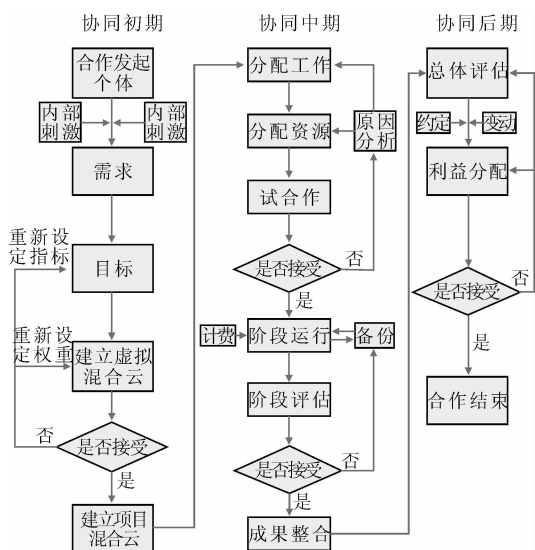 协同初期
合作发起
个体
内部
刺激
内部
刺激
需求
重新设
定指标
目标
重新设
定权重
建立虚拟
混合云
是否接受
否
是
建立项目
混合云
协同中期
分配工作
分配资源
原因
分析
试合作
是否接受
否
是
计费
阶段运行
备份
阶段评估
是否接受
否
是
成果整合
协同后期
总体评估
约定
变动
利益分配
是否接受
否
是
合作结束